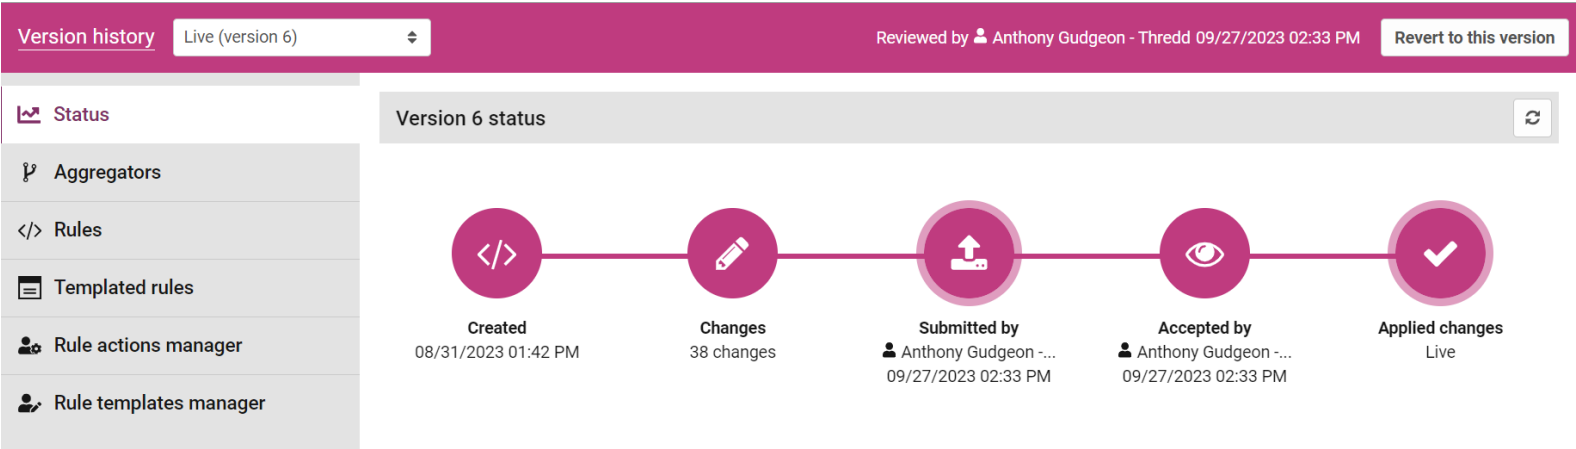 Version history
Live (version 6)
Reviewed by Anthony Gudgeon - Thredd 09/27/2023 02:33 PM
Revert to this version
Status
Aggregators
</> Rules
Templated rules
Rule actions manager
Rule templates manager
Version 6 status
</>
Created
08/31/2023 01:42 PM
Changes
38 changes
Submitted by
Anthony Gudgeon -...
09/27/2023 02:33 PM
Accepted by
Anthony Gudgeon -...
09/27/2023 02:33 PM
Applied changes
Live